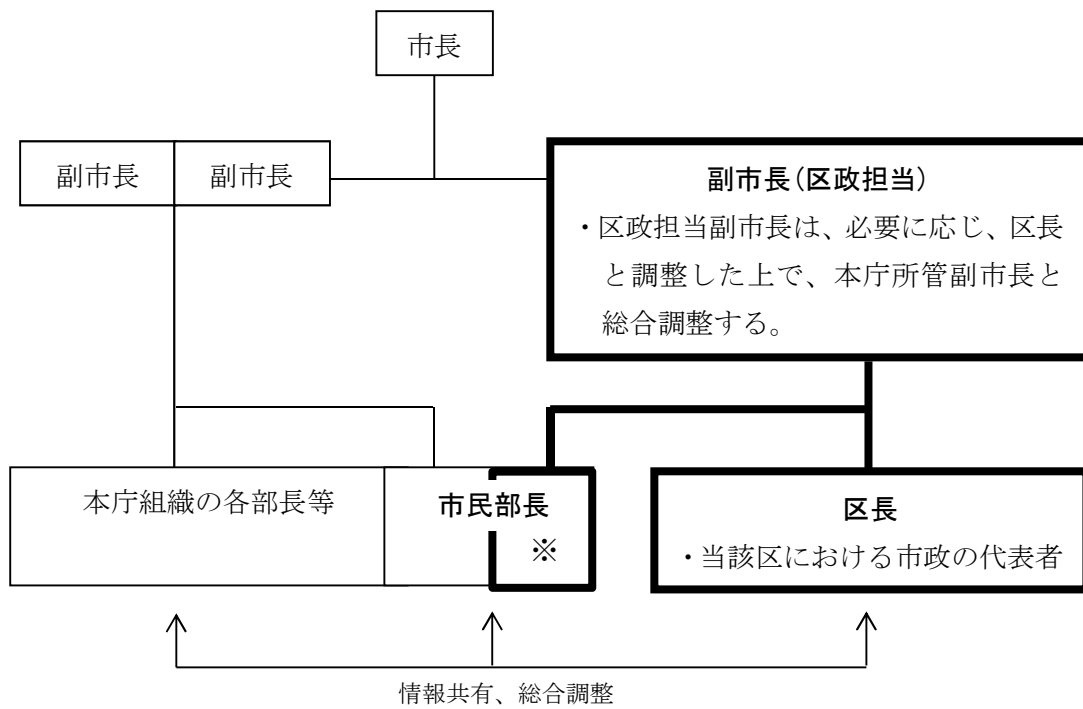 市長
副市長
副市長
副市長(区政担当)
・区政担当副市長は、必要に応じ、区長
と調整した上で、本庁所管副市長と
総合調整する。
本庁組織の各部長等
市民部長
※
区長
・当該区における市政の代表者
情報共有、総合調整